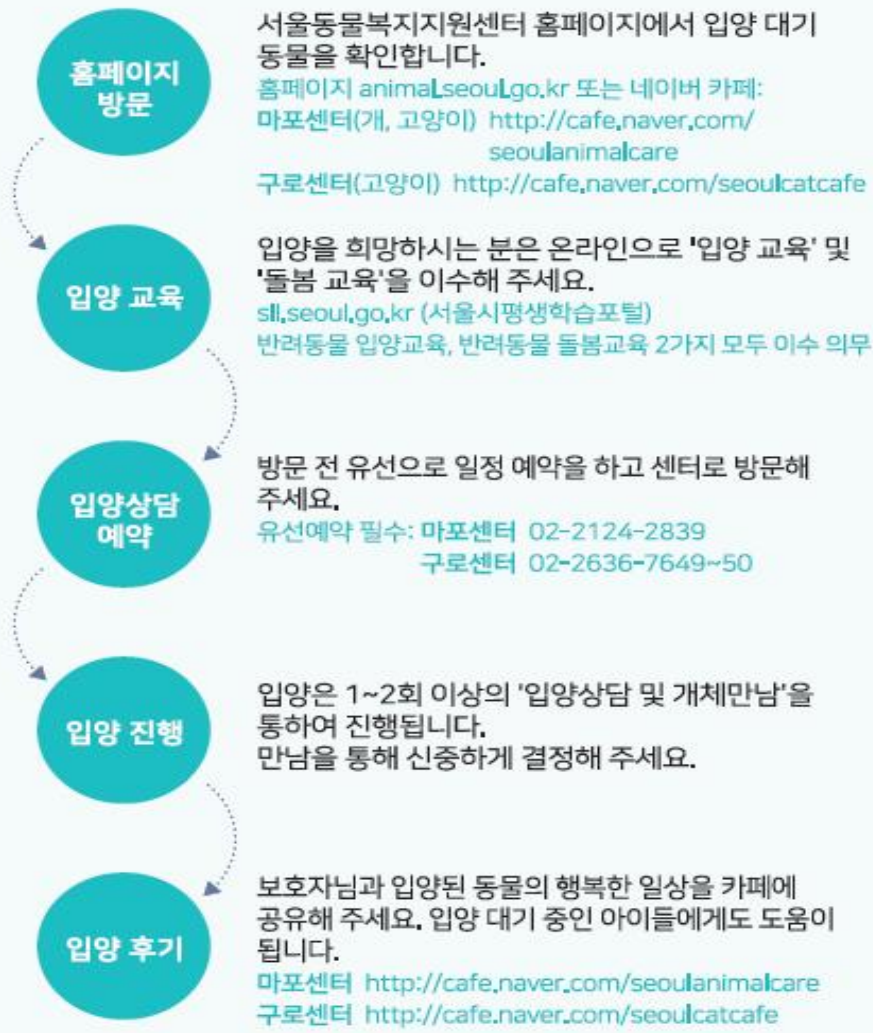 홈페이지
방문
서울동물복지지원센터 홈페이지에서 입양 대기
동물을 확인합니다.
홈페이지 animal.seoul.go.kr 또는 네이버 카페:
마포센터(개, 고양이) http://cafe.naver.com/
seoulanimalcare
구로센터(고양이) http://cafe.naver.com/seoulcatcafe
입양 교육
입양을 희망하시는 분은 온라인으로 '입양 교육' 및
'돌봄 교육'을 이수해 주세요.
sll.seoul.go.kr (서울시평생학습포털)
반려동물 입양교육, 반려동물 돌봄교육 2가지 모두 이수 의무
입양상담
예약
방문 전 유선으로 일정 예약을 하고 센터로 방문해
주세요.
유선예약 필수: 마포센터 02-2124-2839
구로센터 02-2636-7649~50
입양 진행
입양은 1~2회 이상의 '입양상담 및 개체만남'을
통하여 진행됩니다.
만남을 통해 신중하게 결정해 주세요.
입양 후기
보호자님과 입양된 동물의 행복한 일상을 카페에
공유해 주세요. 입양 대기 중인 아이들에게도 도움이
됩니다.
마포센터 http://cafe.naver.com/seoulanimalcare
구로센터 http://cafe.naver.com/seoulcatcafe